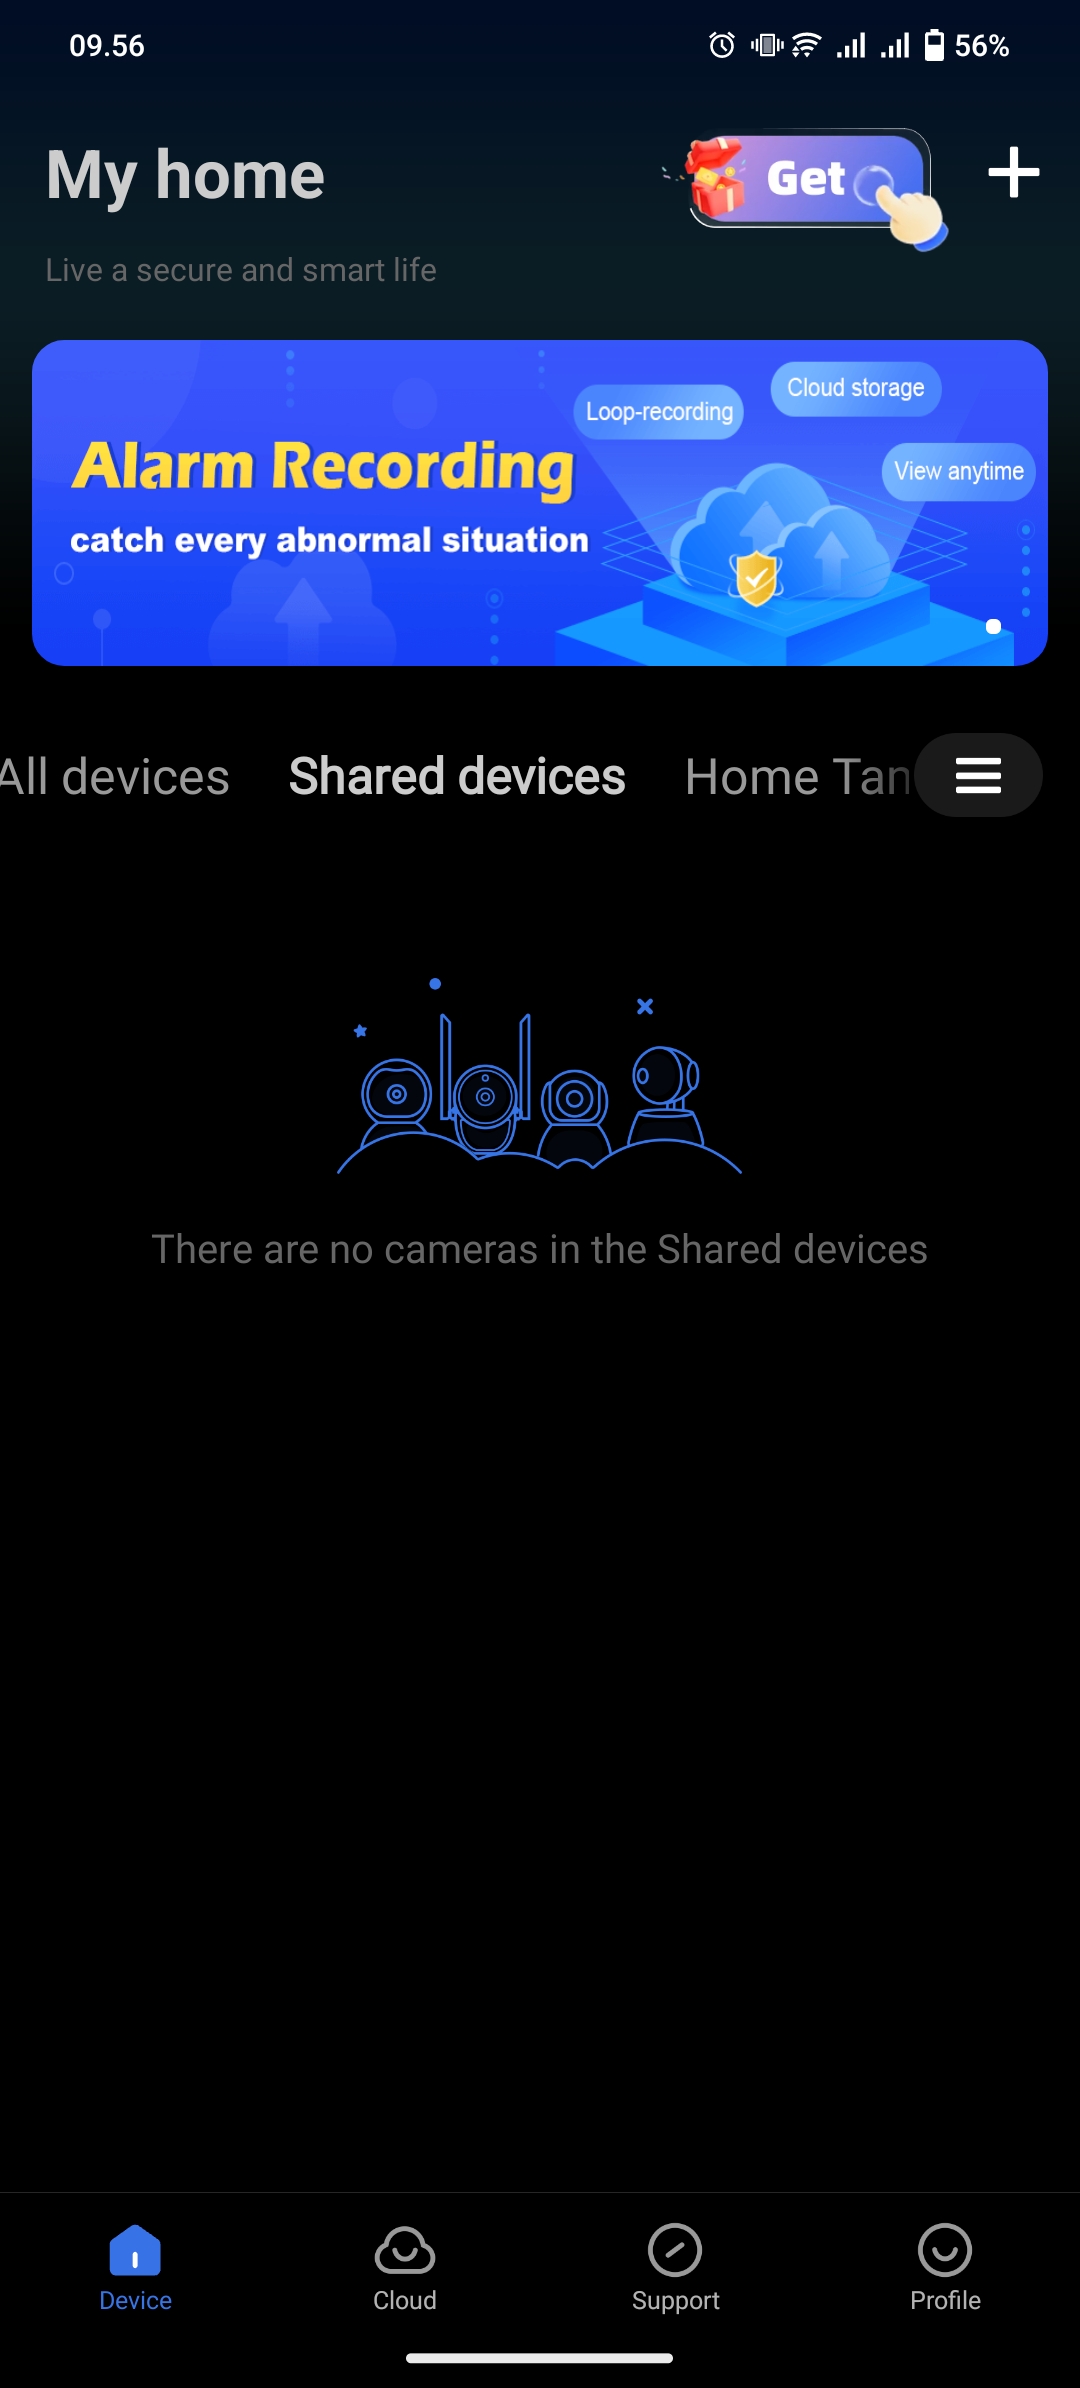 09.56
56%
My home
Get
Live a secure and smart life
Loop-recording
Cloud storage
View anytime
Alarm Recording
catch every abnormal situation
All devices
Shared devices
Home Tan
There are no cameras in the Shared devices
Device
Cloud
Support
Profile